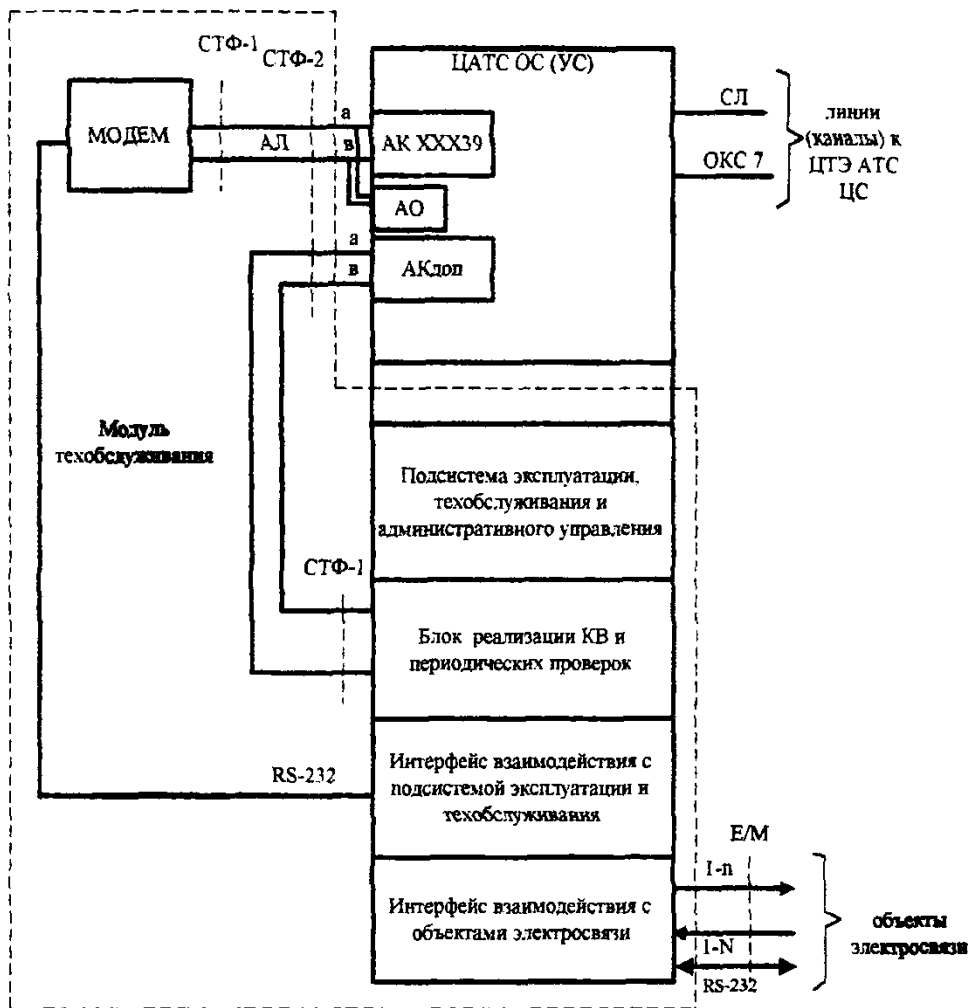 СТФ-1
СТФ-2
ЦАТС ОС (УС)
МОДЕМ
АЛ
а
в
АК ХХХ39
АО
а
в
АКдоп
СЛ
ОКС 7
линии
(каналы) к
ЦТЭ АТС
ЦС
Модуль
техобслуживания
Подсистема эксплуатации,
техобслуживания и
административного управления
СТФ-1
Блок реализации КВ и
периодических проверок
RS-232
Интерфейс взаимодействия с
подсистемой эксплуатации и
техобслуживания
Интерфейс взаимодействия с
объектами электросвязи
E/M
1-n
1-N
RS-232
объекты
электросвязи